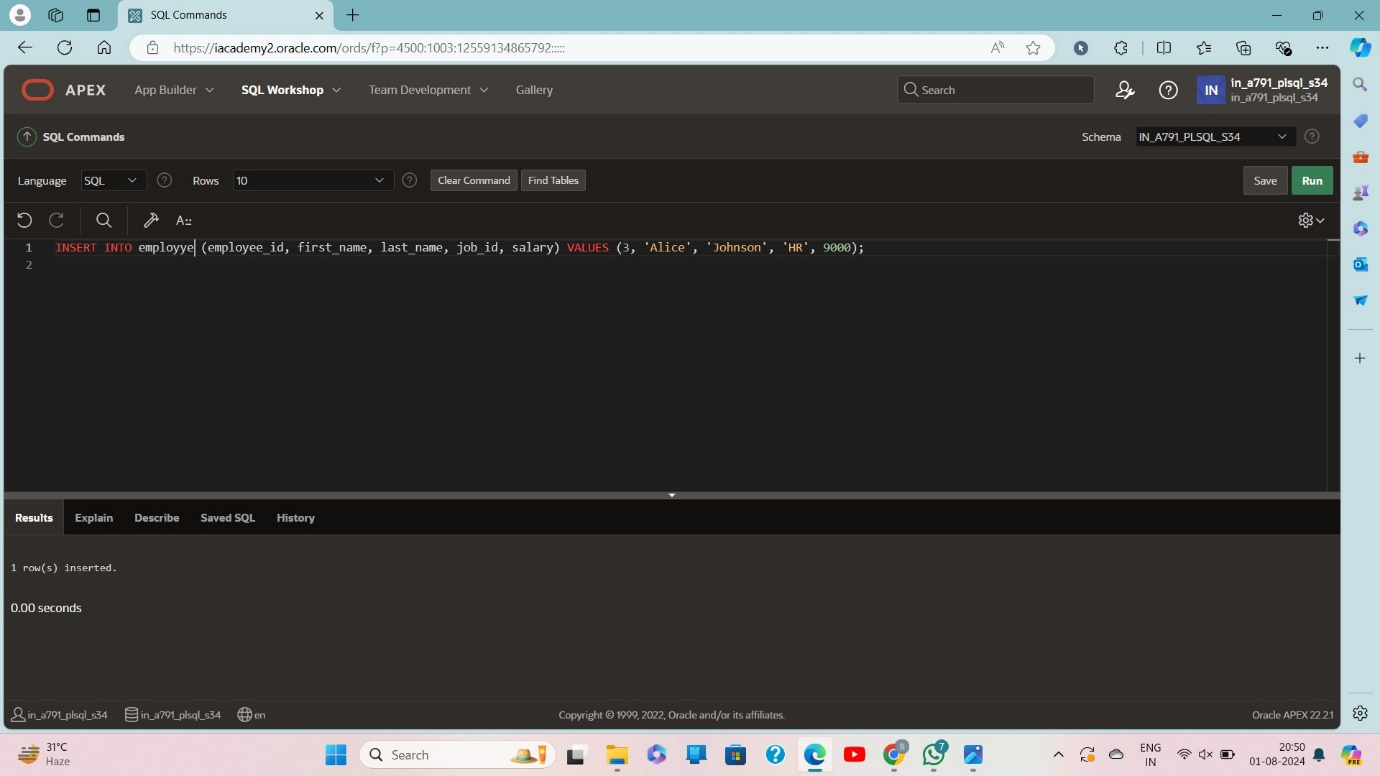 SQL Commands
https://iacademy2.oracle.com/ords/f?p=4500:1003:12559134865792:::::
APEX App Builder SQL Workshop Team Development Gallery Search IN in_a791_plsql_s34
in_a791_plsql_s34
SQL Commands Schema IN_A791_PLSQL_S34
Language SQL Rows 10 Clear Command Find Tables Save Run
A::
1 INSERT INTO employye (employee_id, first_name, last_name, job_id, salary) VALUES (3, 'Alice', 'Johnson', 'HR', 9000);
2
Results Explain Describe Saved SQL History
1 row(s) inserted.
0.00 seconds
in_a791_plsql_s34 in_a791_plsql_s34 en Copyright © 1999, 2022, Oracle and/or its affiliates. Oracle APEX 22.2.1
31°C
Haze
Search
S
7
ENG
IN
20:50
01-08-2024
PRE